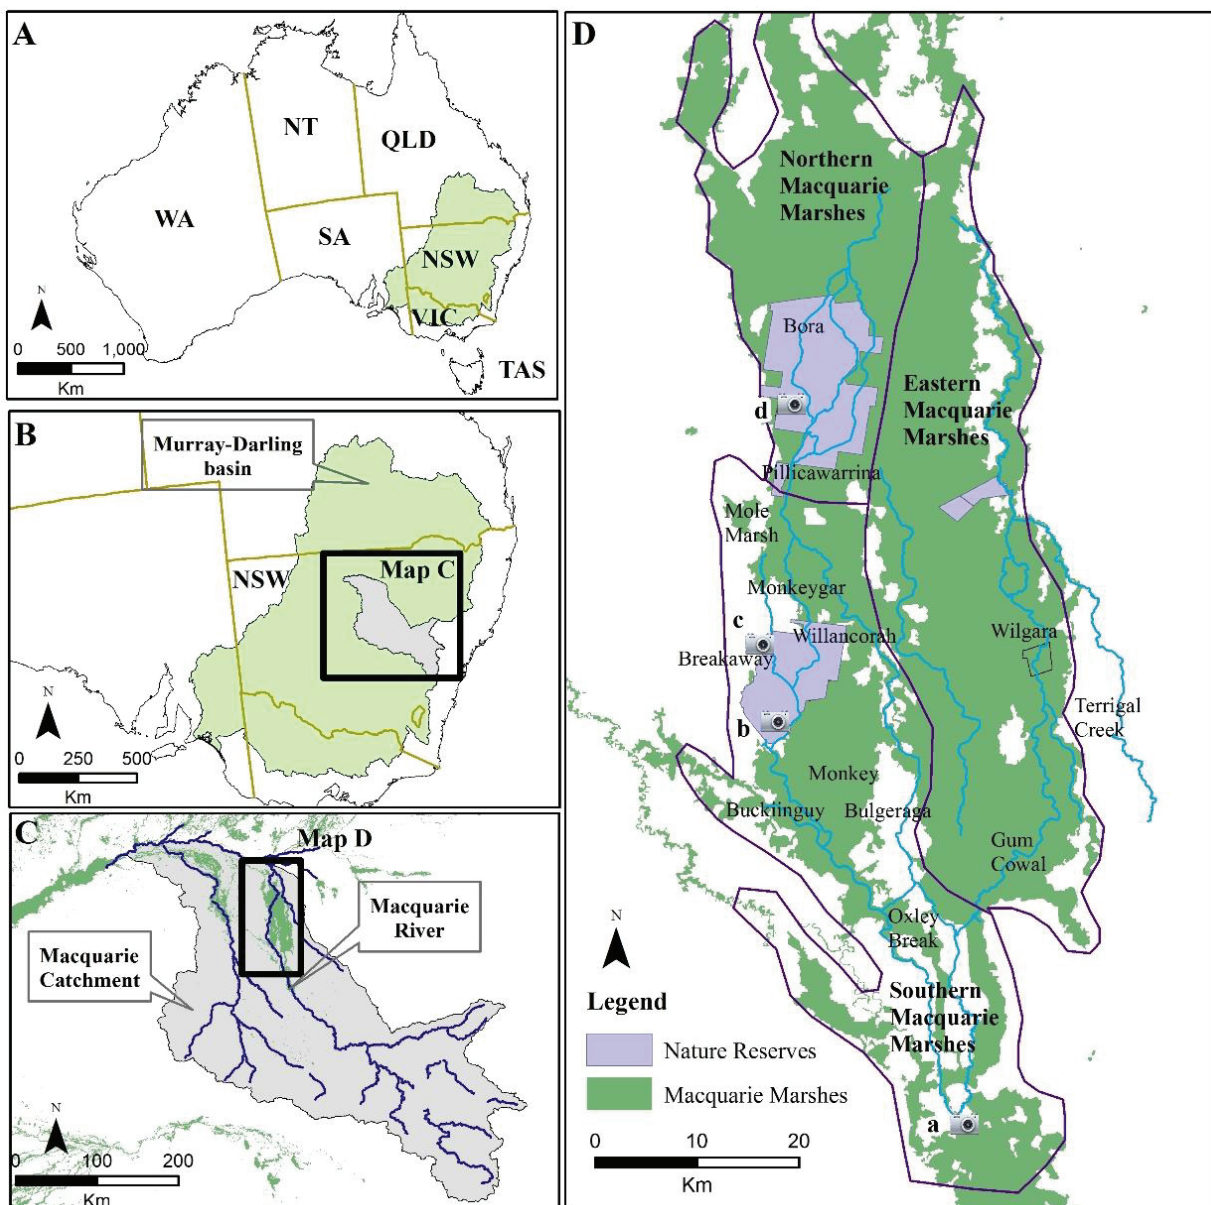 A
NT
QLD
WA
SA
NSW
VIC
TAS
N
0 500 1,000
Km
B
Murray-Darling
basin
NSW
Map C
N
0 250 500
Km
C
Map D
Macquarie
River
Macquarie
Catchment
N
0 100 200
Km
D
Northern
Macquarie
Marshes
Bora
Eastern
Macquarie
Marshes
d
Pillicawarrina
Mole
Marsh
Monkeygar
c
Willancorah
Wilgara
Breakaway
b
Terrigal
Creek
Monkey
Buckiinguy
Bulgeraga
Gum
Cowal
Oxley
Break
N
Southern
Macquarie
Marshes
Legend
Nature Reserves
Macquarie Marshes
a
0 10 20
Km